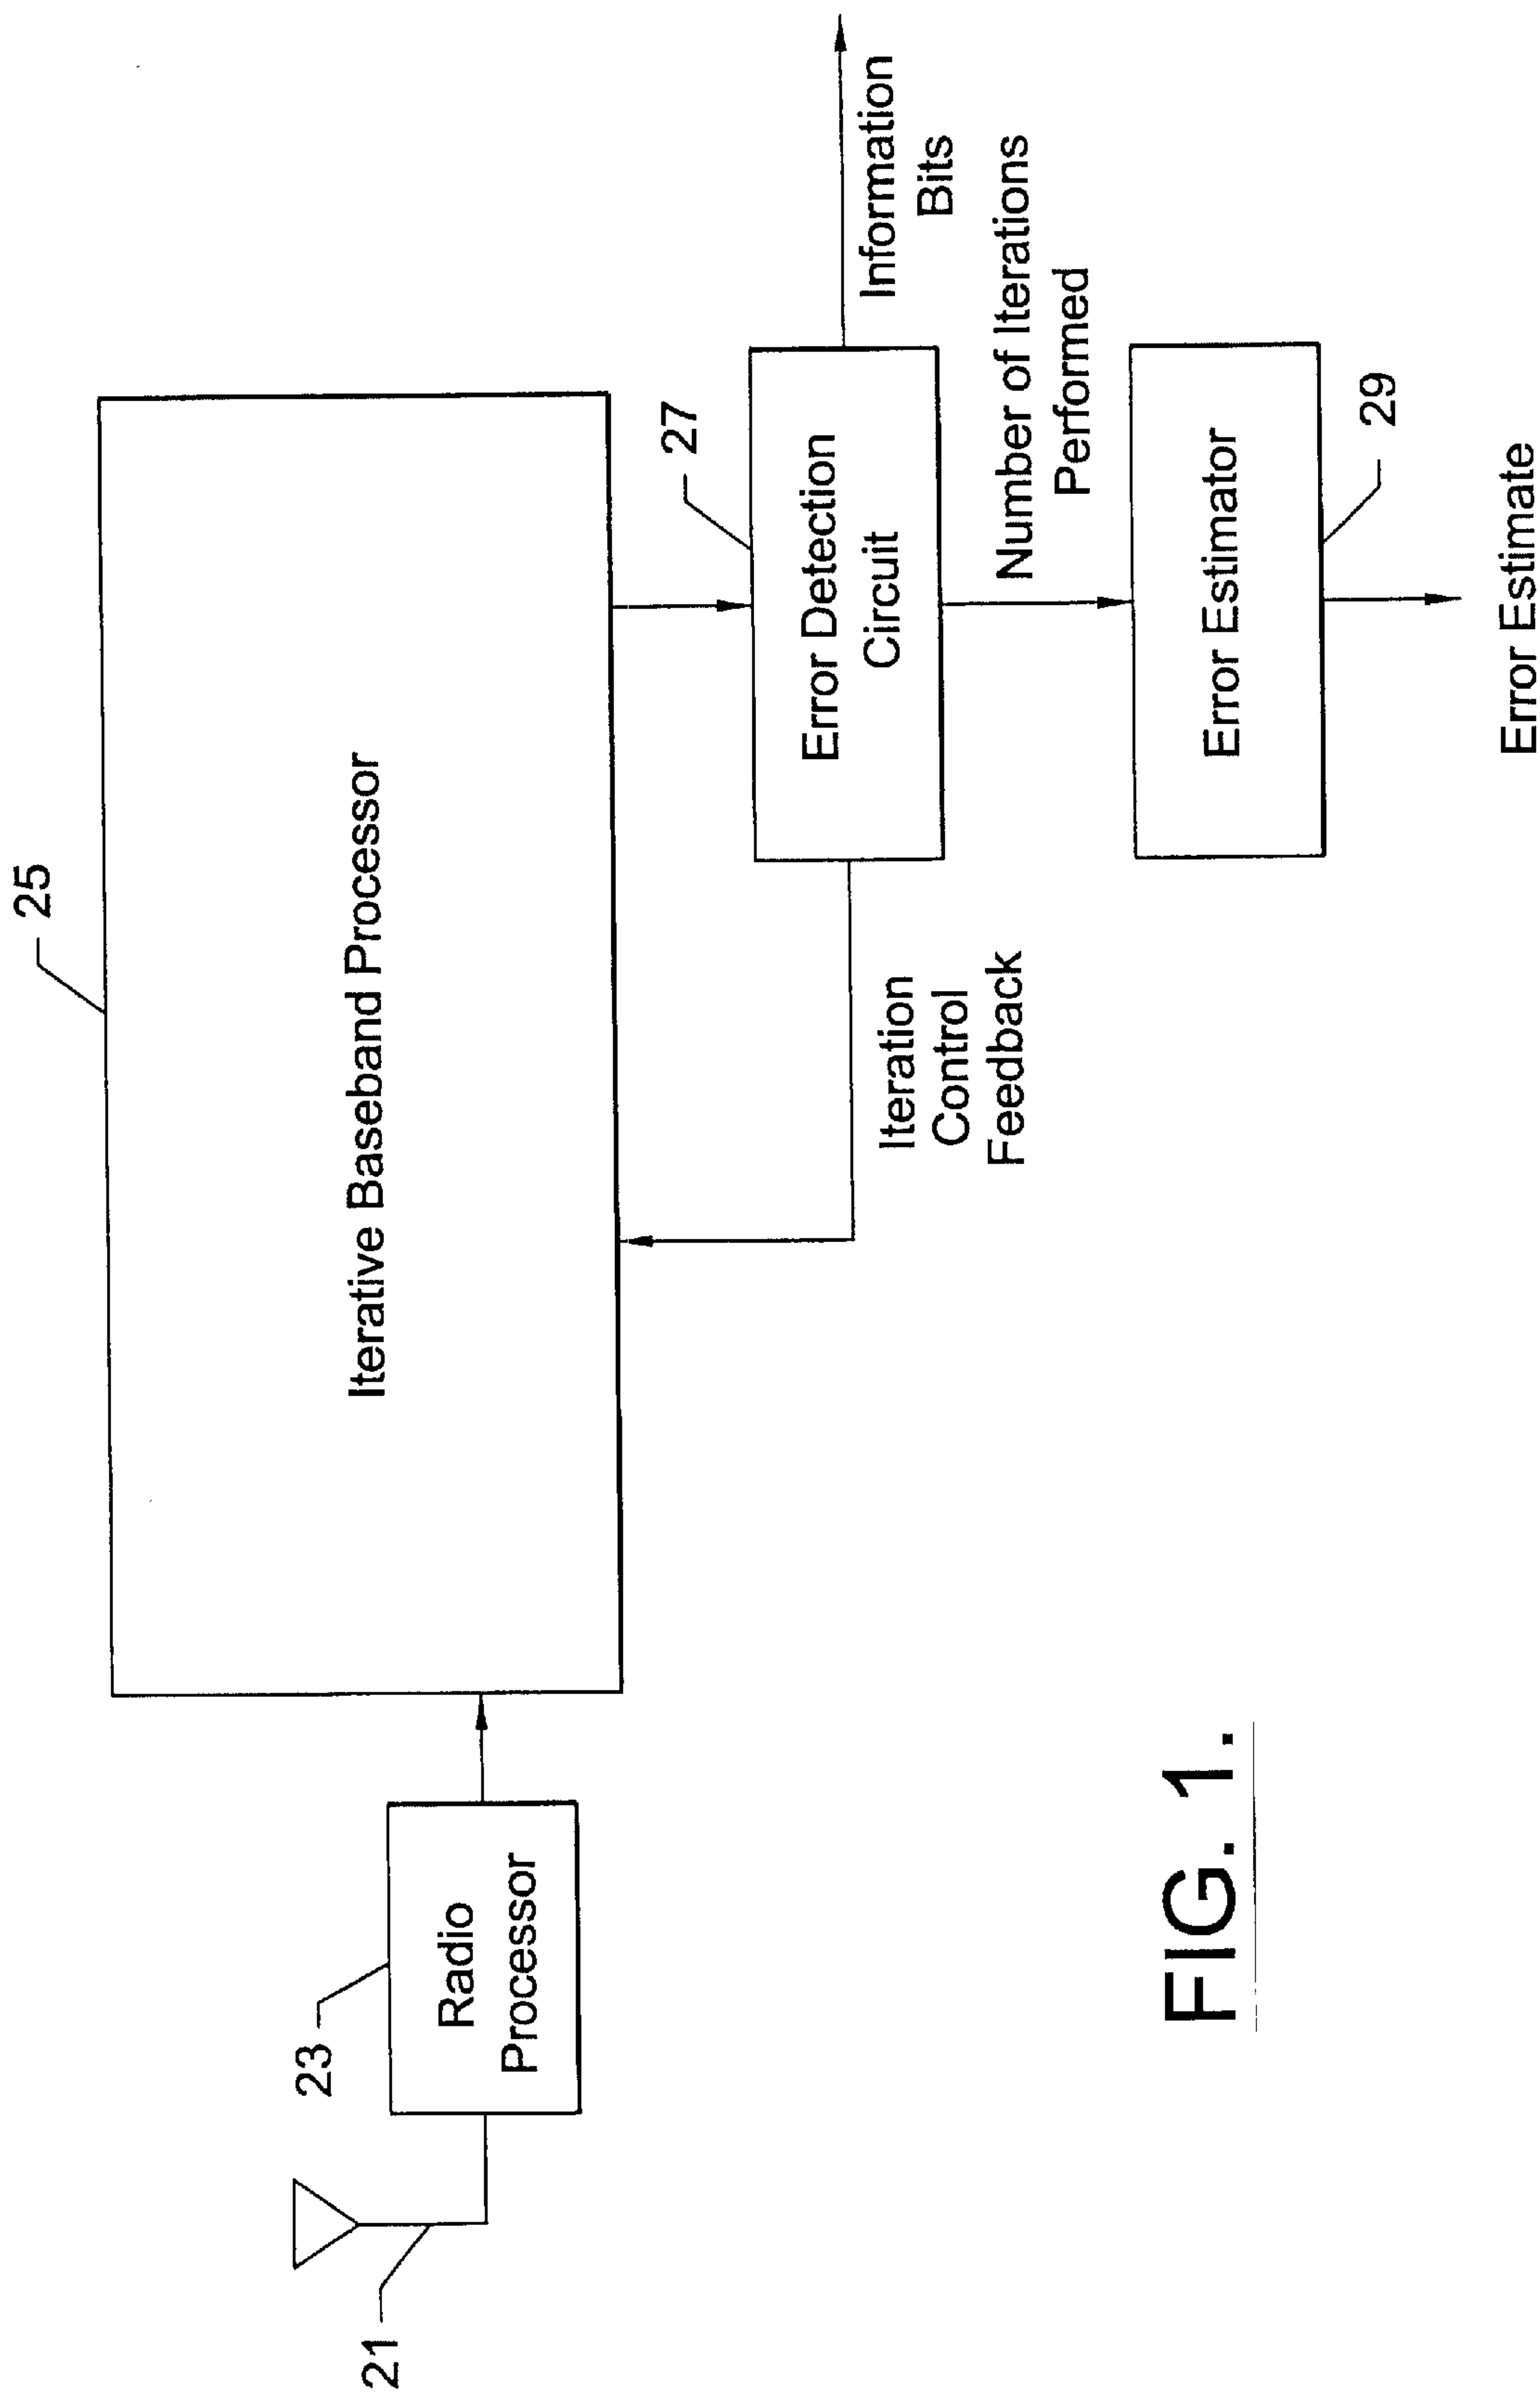 25
Iterative Baseband Processor
23
Radio
Processor
21
27
Error Detection
Circuit
Information
Bits
Iteration
Control
Feedback
Number of Iterations
Performed
Error Estimator
29
Error Estimate
FIG. 1.